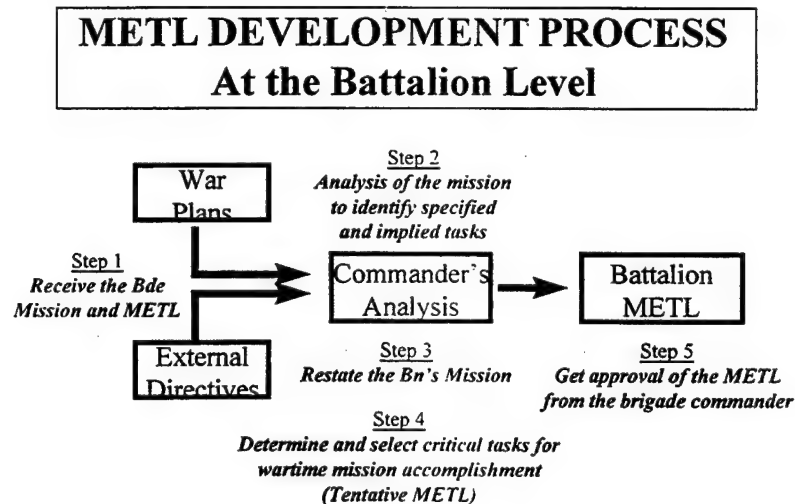 METL DEVELOPMENT PROCESS
At the Battalion Level
War
Plans
Step 2
Analysis of the mission
to identify specified
and implied tasks
Step 1
Receive the Bde
Mission and METL
Commander's
Analysis
Battalion
METL
External
Directives
Step 3
Restate the Bn's Mission
Step 5
Get approval of the METL
from the brigade commander
Step 4
Determine and select critical tasks for
wartime mission accomplishment
(Tentative METL)